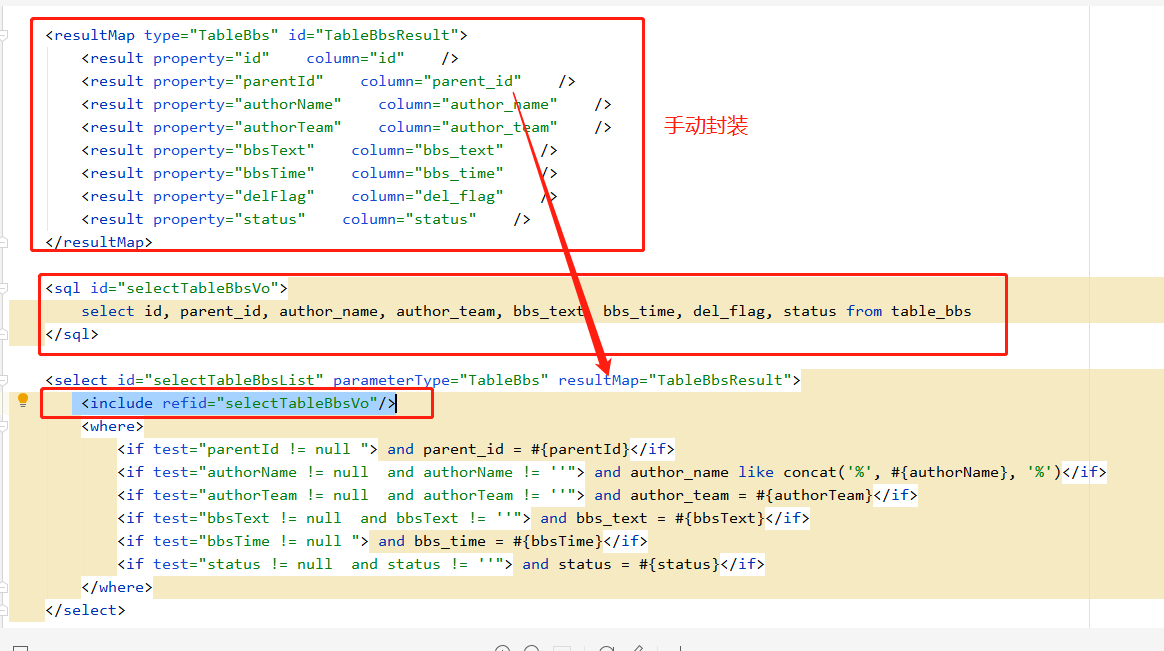 <resultMap type="TableBbs" id="TableBbsResult">
<result property="id" column="id" />
<result property="parentId" column="parent_id" />
<result property="authorName" column="author_name" />
<result property="authorTeam" column="author_team" />
手动封装
<result property="bbsText" column="bbs_text" />
<result property="bbsTime" column="bbs_time" />
<result property="delFlag" column="del_flag" />
<result property="status" column="status" />
</resultMap>
<sql id="selectTableBbsVo">
select id, parent_id, author_name, author_team, bbs_text, bbs_time, del_flag, status from table_bbs
</sql>
<select id="selectTableBbsList" parameterType="TableBbs" resultMap="TableBbsResult">
<include refid="selectTableBbsVo"/>
<where>
<if test="parentId != null "> and parent_id = #{parentId}</if>
<if test="authorName != null  and authorName != ''"> and author_name like concat('%', #{authorName}, '%')</if>
<if test="authorTeam != null  and authorTeam != ''"> and author_team = #{authorTeam}</if>
<if test="bbsText != null  and bbsText != ''"> and bbs_text = #{bbsText}</if>
<if test="bbsTime != null "> and bbs_time = #{bbsTime}</if>
<if test="status != null  and status != ''"> and status = #{status}</if>
</where>
</select>